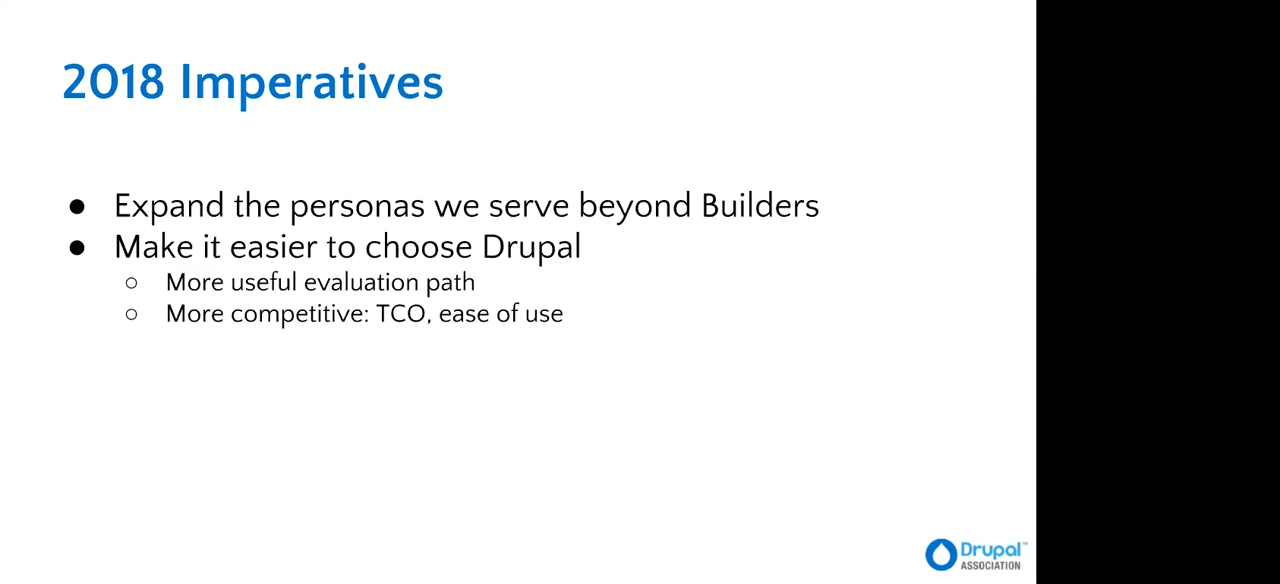 2018 Imperatives
● Expand the personas we serve beyond Builders
● Make it easier to choose Drupal
○ More useful evaluation path
○ More competitive: TCO, ease of use
Drupal™
ASSOCIATION